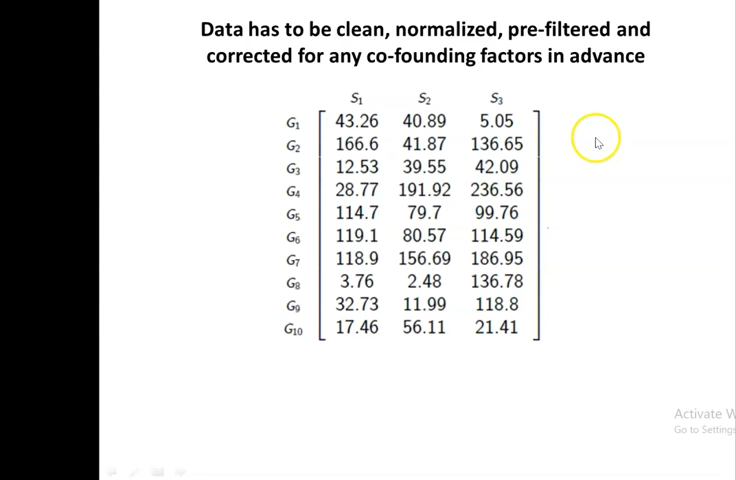 Data has to be clean, normalized, pre-filtered and
corrected for any co-founding factors in advance
S1 S2 S3
G1 43.26 40.89 5.05
G2 166.6 41.87 136.65
G3 12.53 39.55 42.09
G4 28.77 191.92 236.56
G5 114.7 79.7 99.76
G6 119.1 80.57 114.59
G7 118.9 156.69 186.95
G8 3.76 2.48 136.78
G9 32.73 11.99 118.8
G10 17.46 56.11 21.41
Activate W
Go to Settings